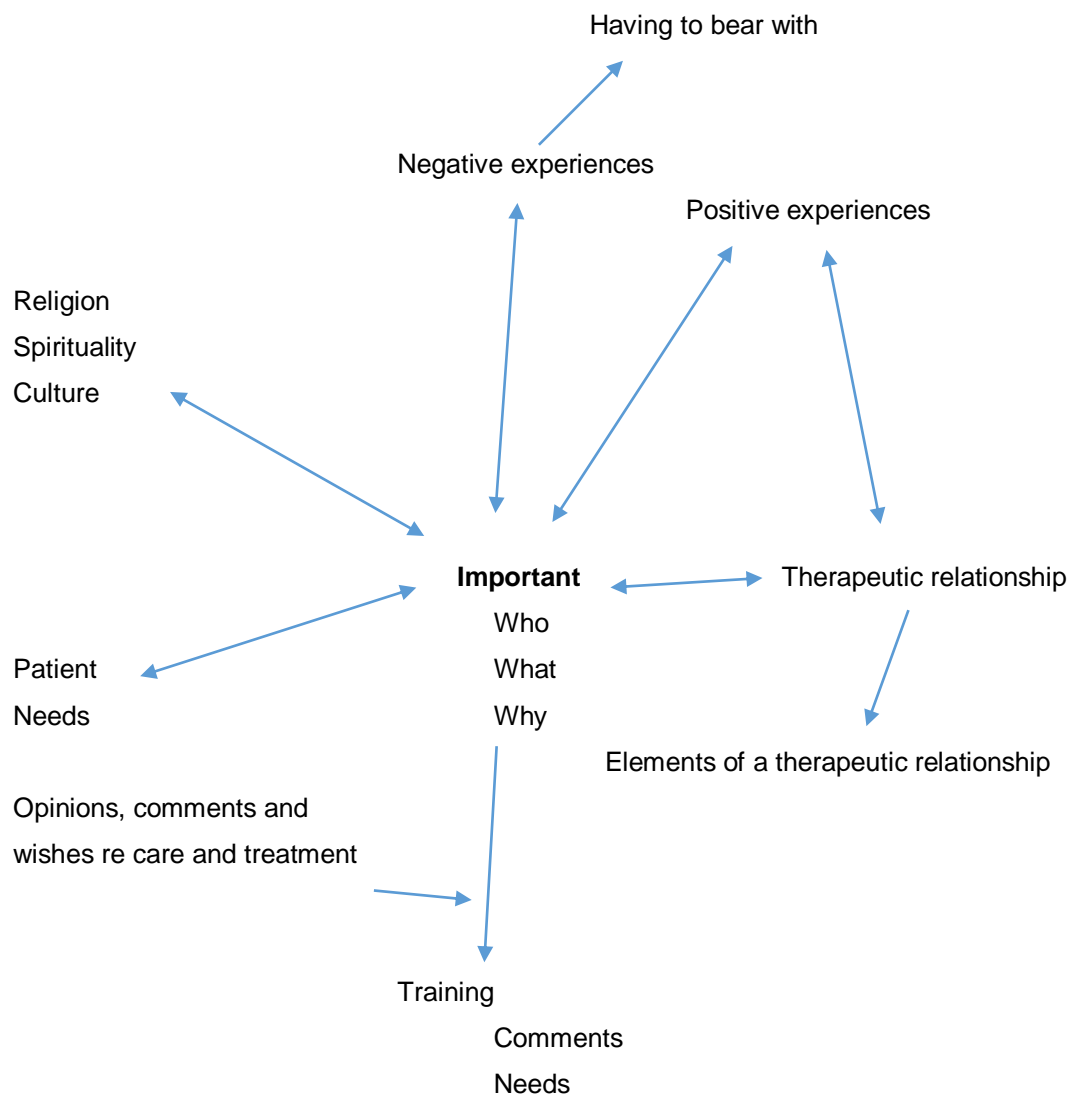 Having to bear with
Negative experiences
Positive experiences
Religion
Spirituality
Culture
Important
Therapeutic relationship
Who
What
Why
Patient
Needs
Elements of a therapeutic relationship
Opinions, comments and
wishes re care and treatment
Training
Comments
Needs